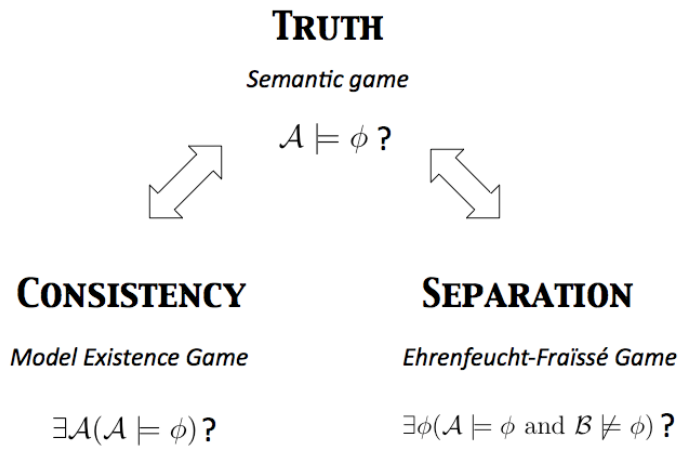 TRUTH
Semantic game
𝒜 ⊨ ϕ ?
CONSISTENCY
SEPARATION
Model Existence Game
Ehrenfeucht-Fraïssé Game
∃𝒜(𝒜 ⊨ ϕ) ?
∃ϕ(𝒜 ⊨ ϕ and ℬ ⊭ ϕ) ?